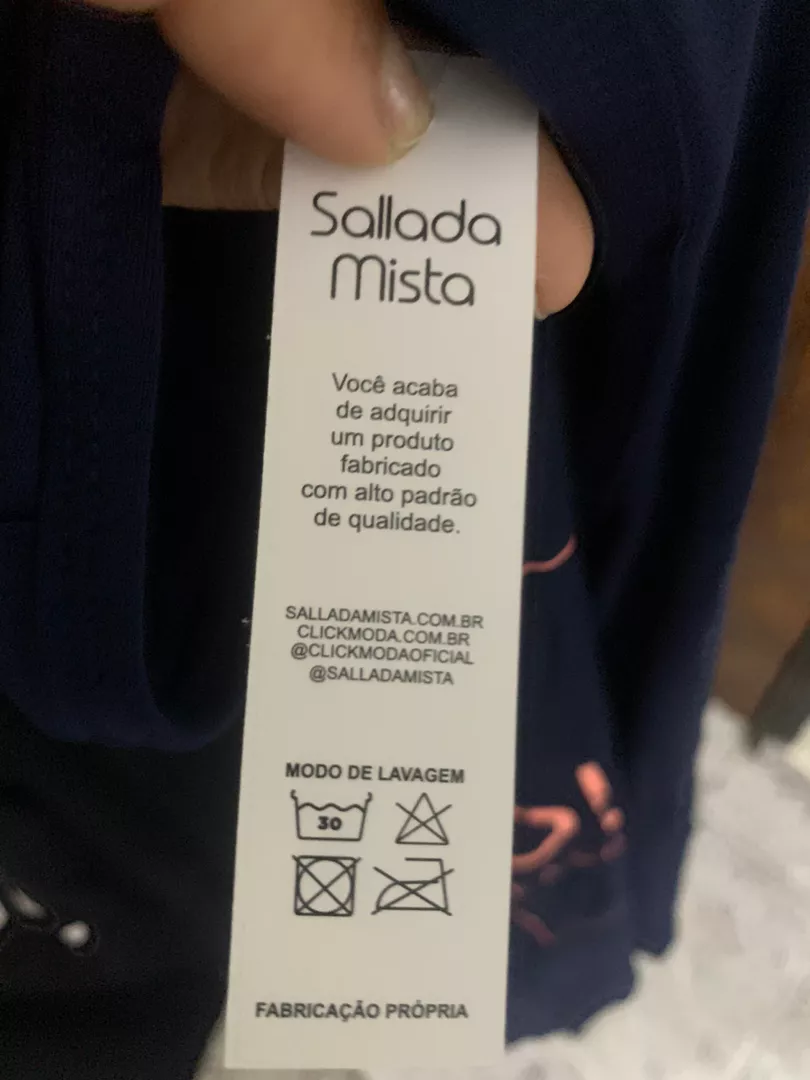 Sallada
Mista
Você acaba
de adquirir
um produto
fabricado
com alto padrão
de qualidade.
SALLADAMISTA.COM.BR
CLICKMODA.COM.BR
@CLICKMODAOFICIAL
@SALLADAMISTA
MODO DE LAVAGEM
30
FABRICAÇÃO PRÓPRIA